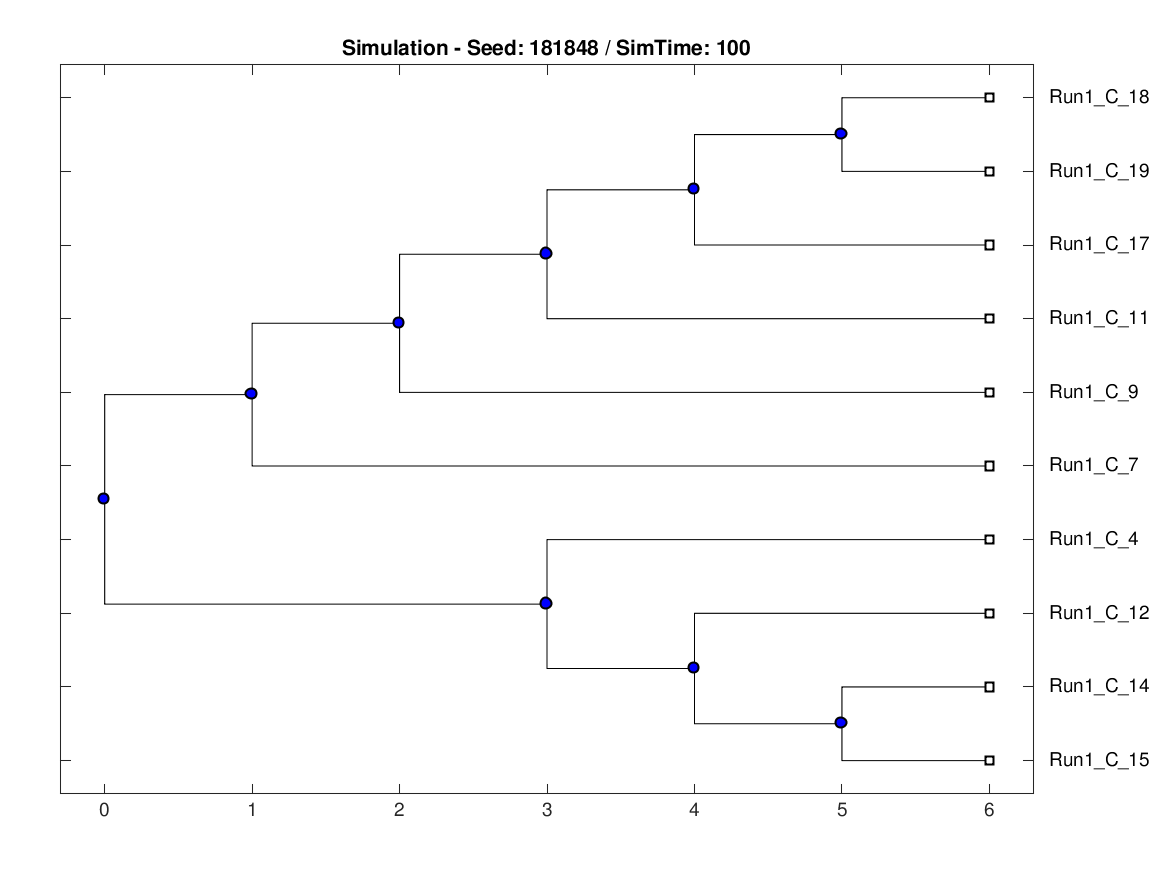 Simulation - Seed: 181848 / SimTime: 100
Run1_C_18
Run1_C_19
Run1_C_17
Run1_C_11
Run1_C_9
Run1_C_7
Run1_C_4
Run1_C_12
Run1_C_14
Run1_C_15
0 1 2 3 4 5 6